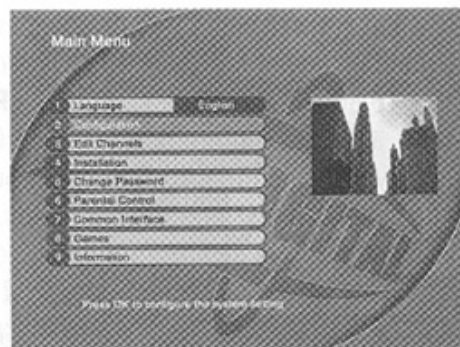 Main Menu
1 Language English
2
3 Edit Channels
4 Installation
5 Change Password
6 Parental Control
7 Common Interface
8 Games
9 Information
Press OK to configure the system setting